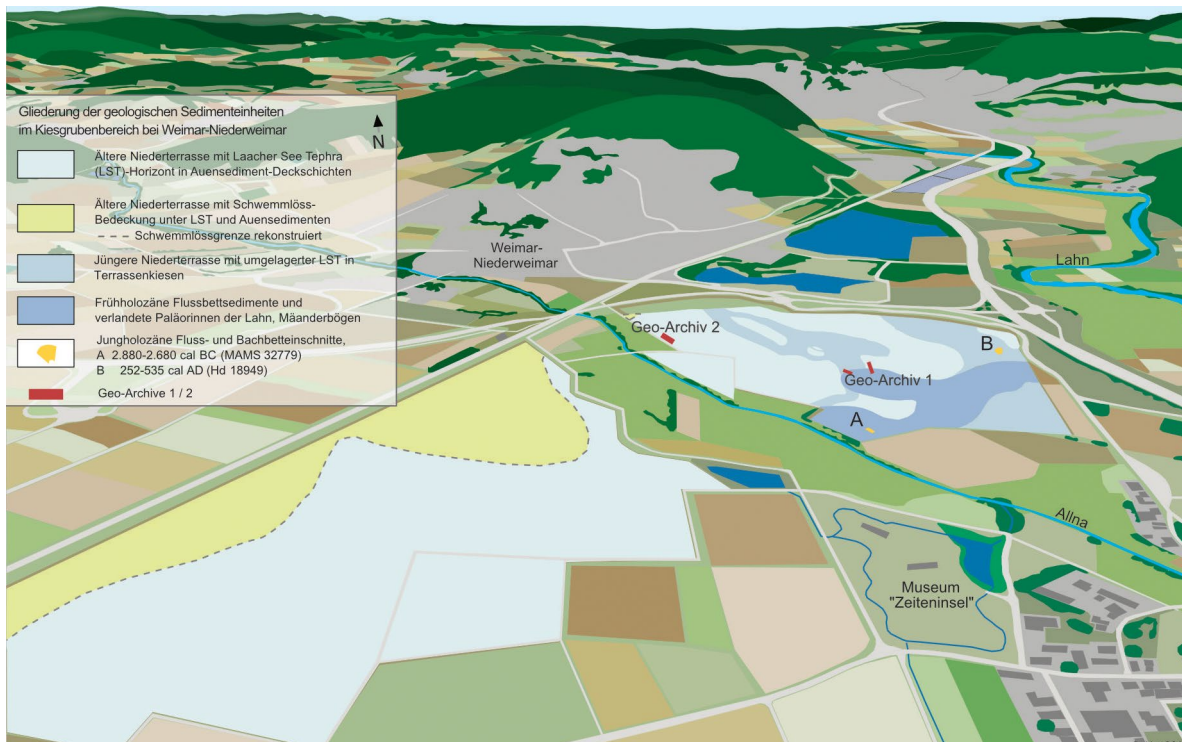 Gliederung der geologischen Sedimenteinheiten
im Kiesgrubenbereich bei Weimar-Niederweimar
N
Ältere Niederterrasse mit Laacher See Tephra
(LST)-Horizont in Auensediment-Deckschichten
Ältere Niederterrasse mit Schwemmlöss-
Bedeckung unter LST und Auensedimenten
Schwemmlössgrenze rekonstruiert
Jüngere Niederterrasse mit umgelagerter LST in
Terrassenkiesen
Frühholozäne Flussbettsedimente und
verlandete Paläorinnen der Lahn, Mäanderbögen
Jungholozäne Fluss- und Bachbetteinschnitte,
A 2.880-2.680 cal BC (MAMS 32779)
B 252-535 cal AD (Hd 18949)
Geo-Archive 1 / 2
Weimar-
Niederweimar
Lahn
Geo-Archiv 2
B
Geo-Archiv 1
A
Allna
Museum
"Zeiteninsel"